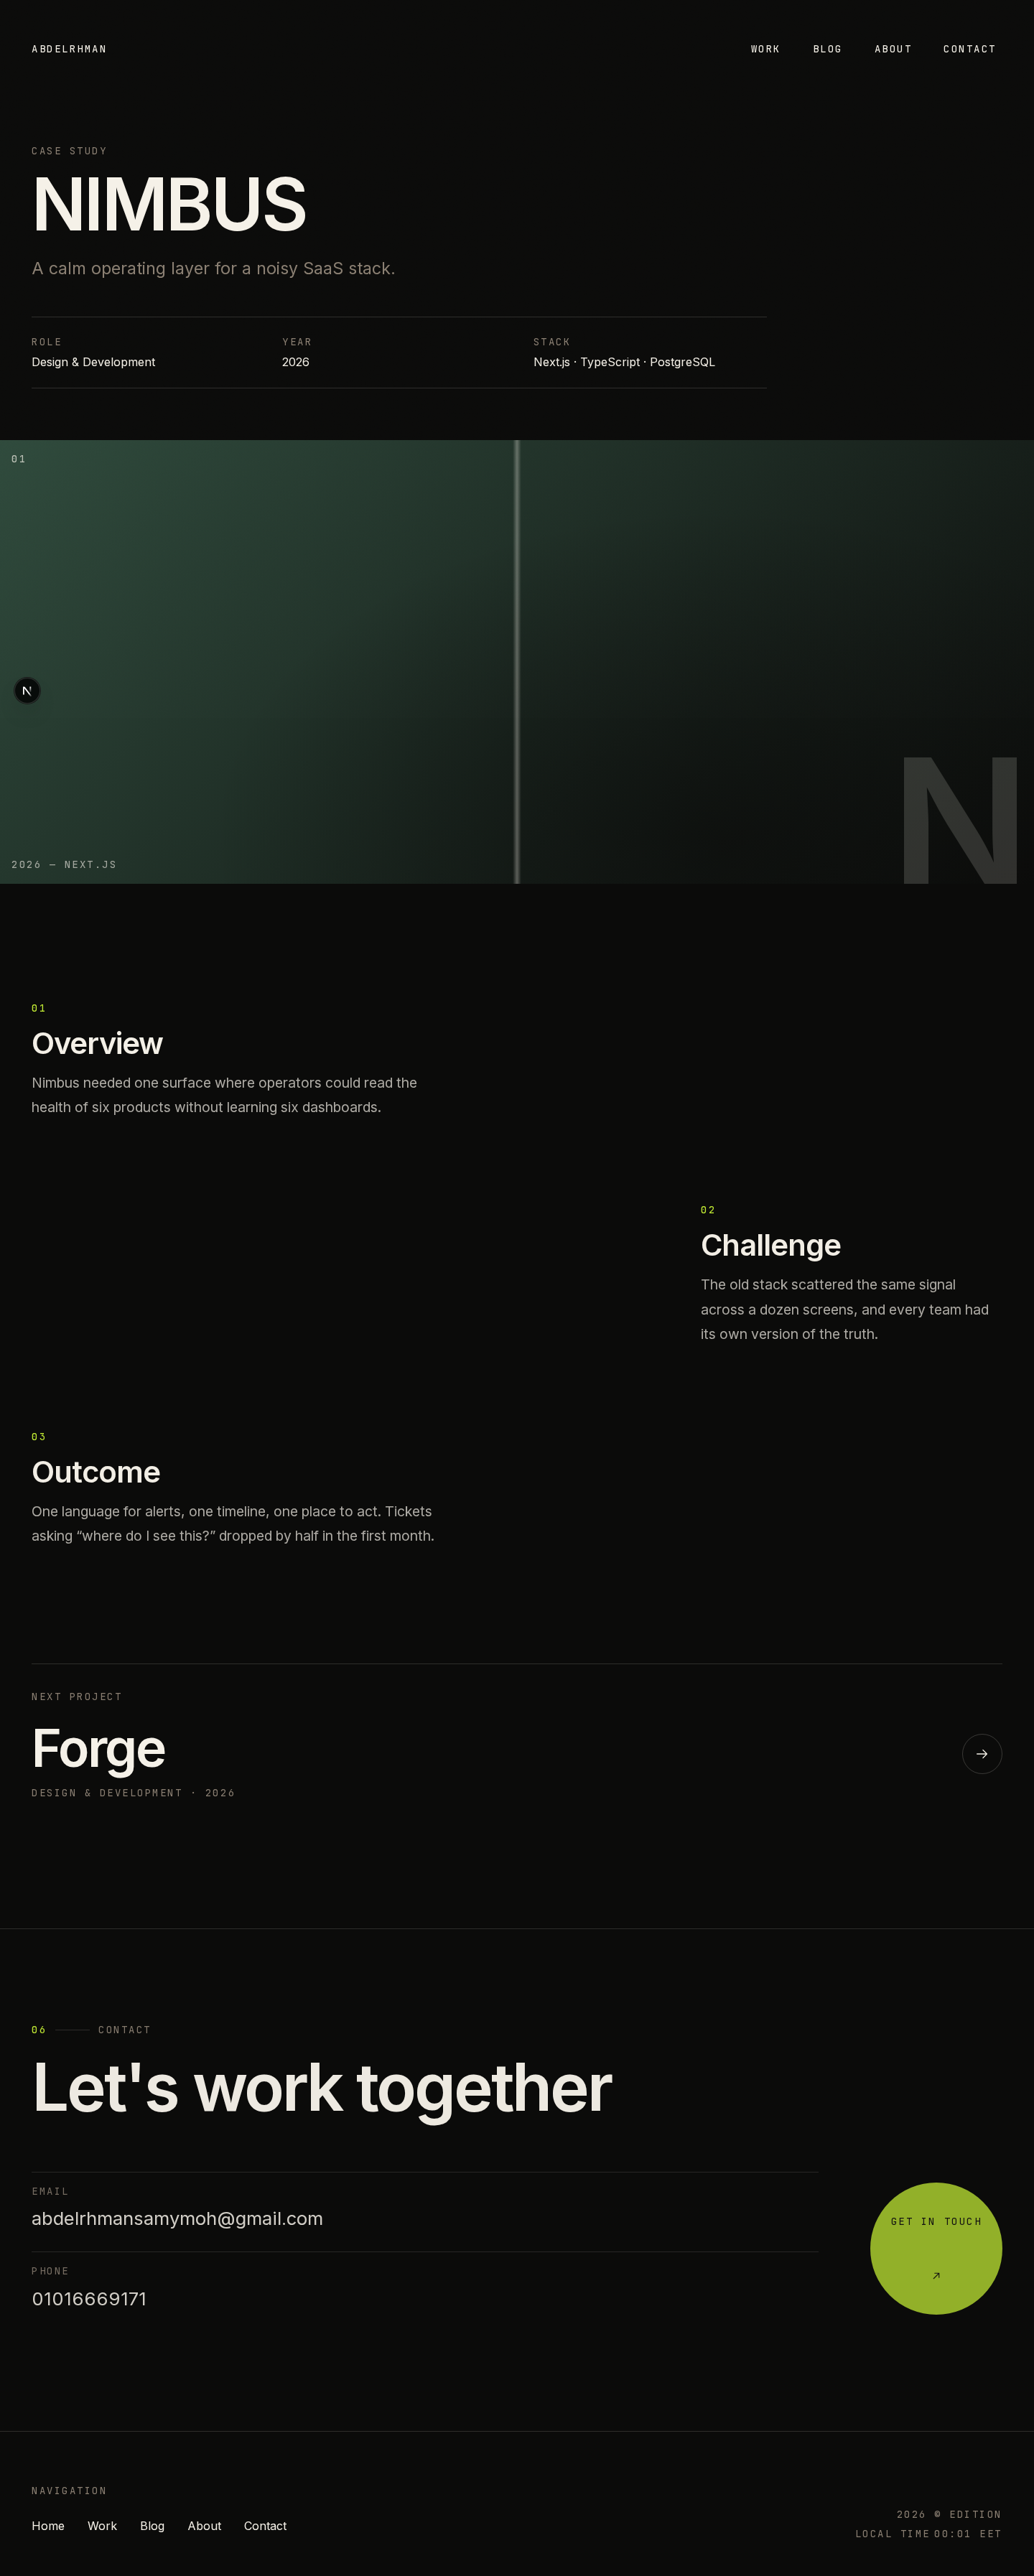 ABDELRHMAN
WORK BLOG ABOUT CONTACT
CASE STUDY
NIMBUS
A calm operating layer for a noisy SaaS stack.
ROLE YEAR STACK
Design & Development 2026 Next.js · TypeScript · PostgreSQL
01
N
N
2026 — NEXT.JS
01
Overview
Nimbus needed one surface where operators could read the
health of six products without learning six dashboards.
02
Challenge
The old stack scattered the same signal
across a dozen screens, and every team had
its own version of the truth.
03
Outcome
One language for alerts, one timeline, one place to act. Tickets
asking “where do I see this?” dropped by half in the first month.
NEXT PROJECT
Forge
→
DESIGN & DEVELOPMENT · 2026
06 CONTACT
Let's work together
EMAIL
abdelrhmansamymoh@gmail.com
PHONE
01016669171
GET IN TOUCH
↗
NAVIGATION
Home Work Blog About Contact
2026 © EDITION
LOCAL TIME 00:01 EET